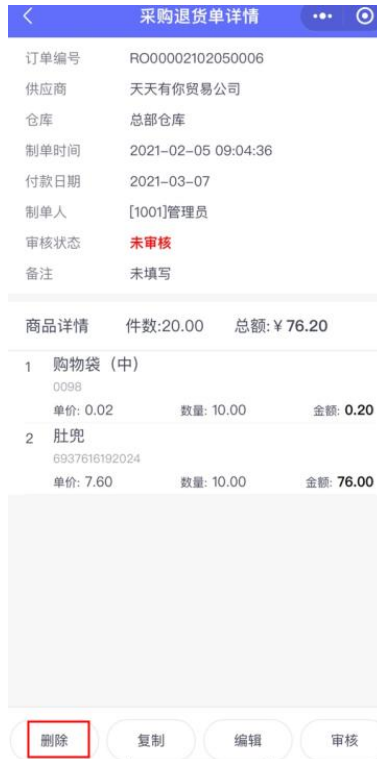 采购退货单详情
订单编号 RO00002102050006
供应商 天天有你贸易公司
仓库 总部仓库
制单时间 2021-02-05 09:04:36
付款日期 2021-03-07
制单人 [1001]管理员
审核状态 未审核
备注 未填写
商品详情 件数:20.00 总额:¥76.20
1 购物袋（中）
0098
单价: 0.02 数量: 10.00 金额: 0.20
2 肚兜
6937616192024
单价: 7.60 数量: 10.00 金额: 76.00
删除 复制 编辑 审核